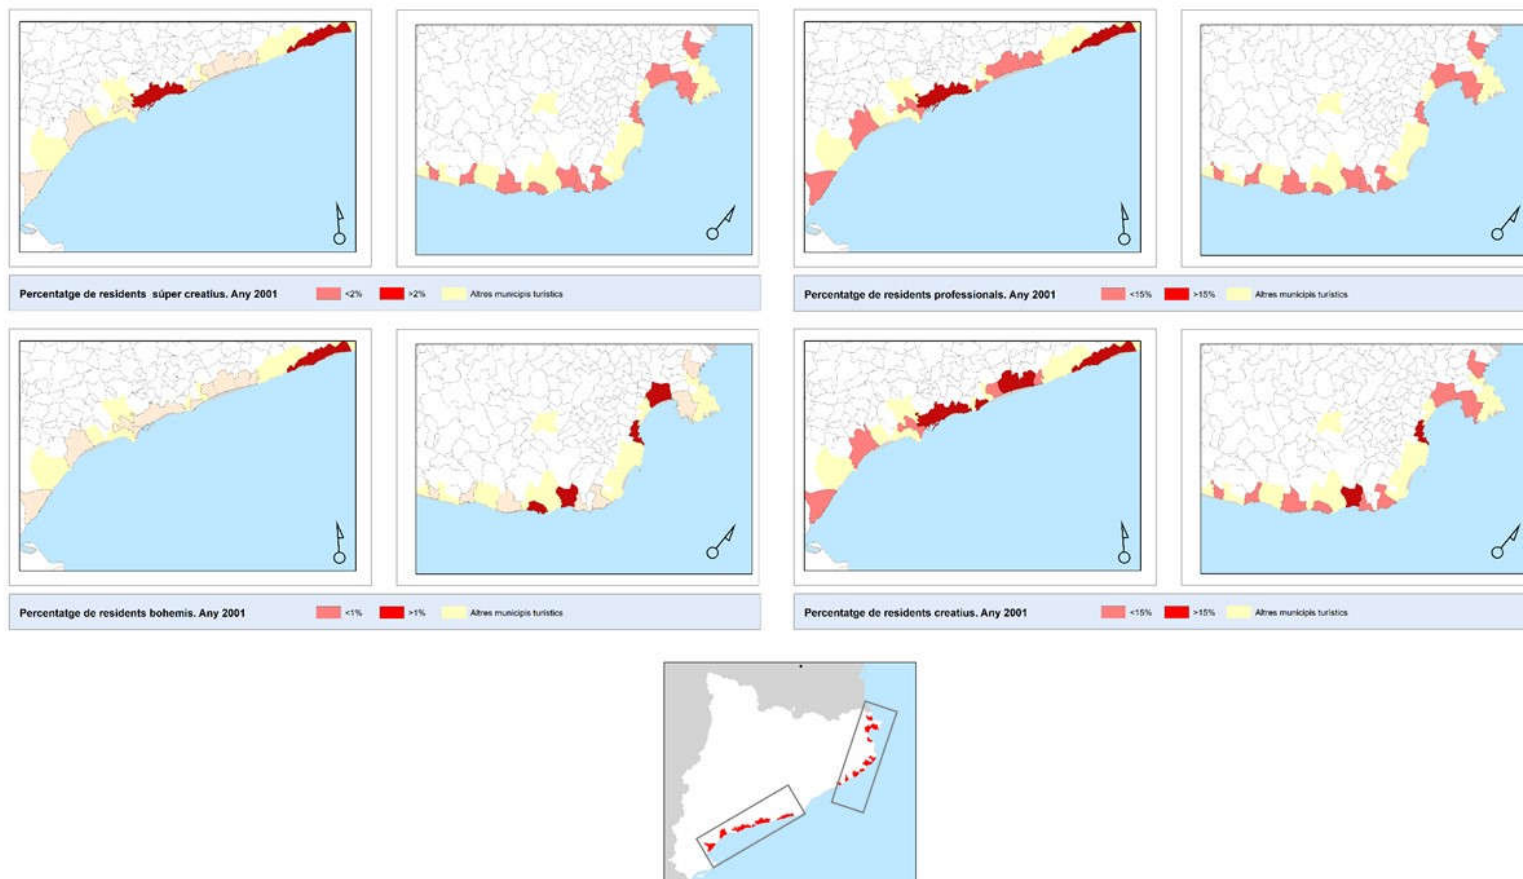 Percentatge de residents súper creatius. Any 2001 <2% >2% Altres municipis turístics
Percentatge de residents professionals. Any 2001 <15% >15% Altres municipis turístics
Percentatge de residents bohemis. Any 2001 <1% >1% Altres municipis turístics
Percentatge de residents creatius. Any 2001 <15% >15% Altres municipis turístics